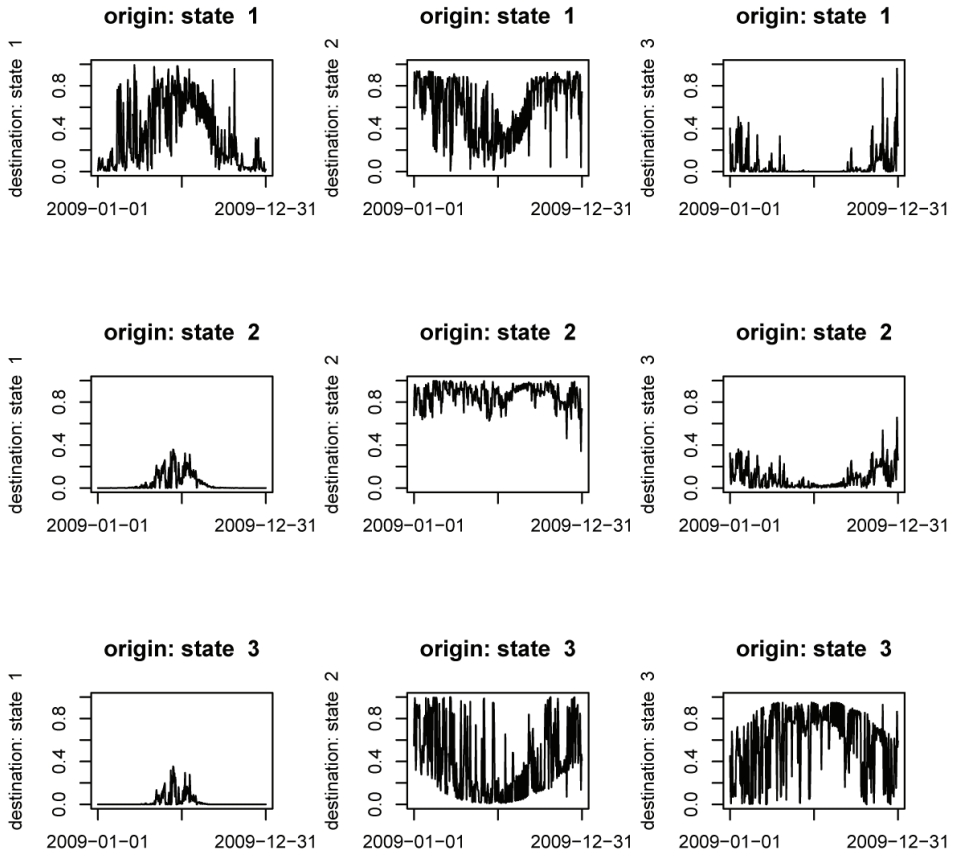 origin: state 1
origin: state 1
origin: state 1
destination: state 1
0.0 0.4 0.8
destination: state 2
0.0 0.4 0.8
destination: state 3
0.0 0.4 0.8
2009−01−01 2009−12−31
2009−01−01 2009−12−31
2009−01−01 2009−12−31
origin: state 2
origin: state 2
origin: state 2
destination: state 1
0.0 0.4 0.8
destination: state 2
0.0 0.4 0.8
destination: state 3
0.0 0.4 0.8
2009−01−01 2009−12−31
2009−01−01 2009−12−31
2009−01−01 2009−12−31
origin: state 3
origin: state 3
origin: state 3
destination: state 1
0.0 0.4 0.8
destination: state 2
0.0 0.4 0.8
destination: state 3
0.0 0.4 0.8
2009−01−01 2009−12−31
2009−01−01 2009−12−31
2009−01−01 2009−12−31